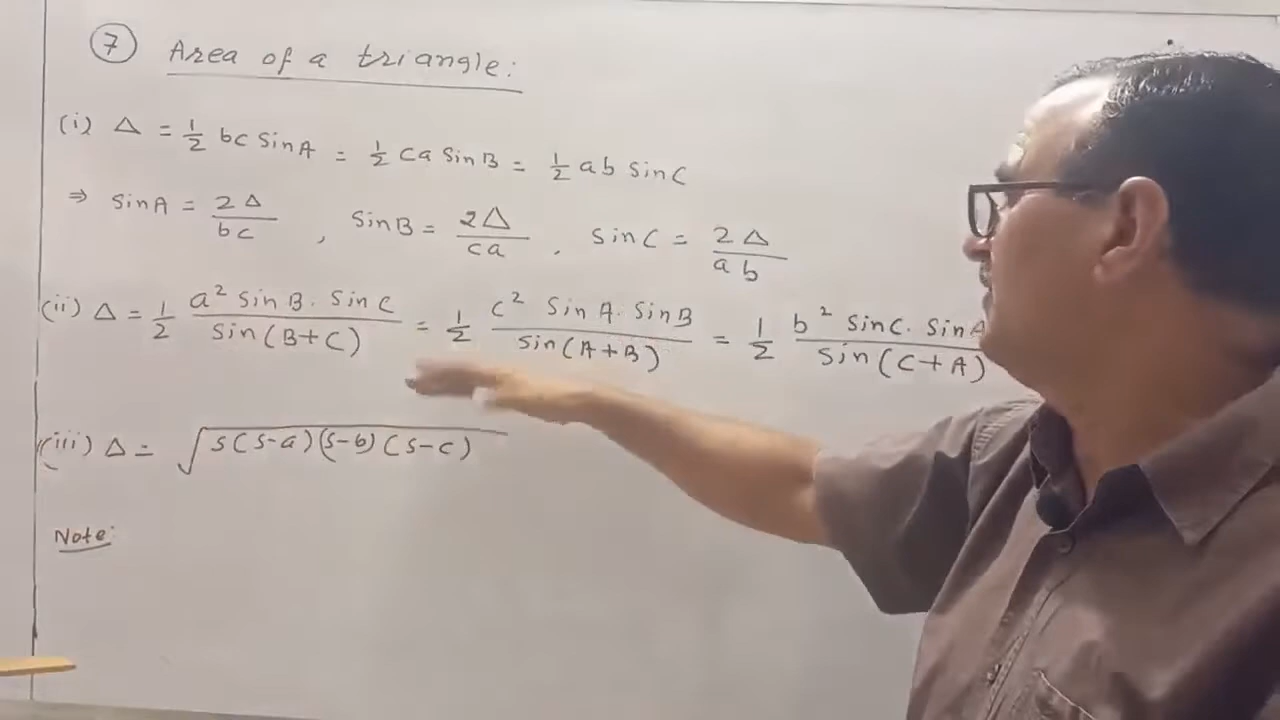 7 Area of a triangle:
(i) Δ = 1/2 bc SinA = 1/2 ca SinB = 1/2 ab sinC
⇒ sinA = 2Δ/bc , SinB = 2Δ/ca , sinC = 2Δ/ab
(ii) Δ = 1/2 a² sinB. sinC/sin(B+C) = 1/2 c² SinA. SinB/sin(A+B) = 1/2 b² sinC. SinA/Sin(C+A)
(iii) Δ = √s(s-a)(s-b)(s-c)
Note: